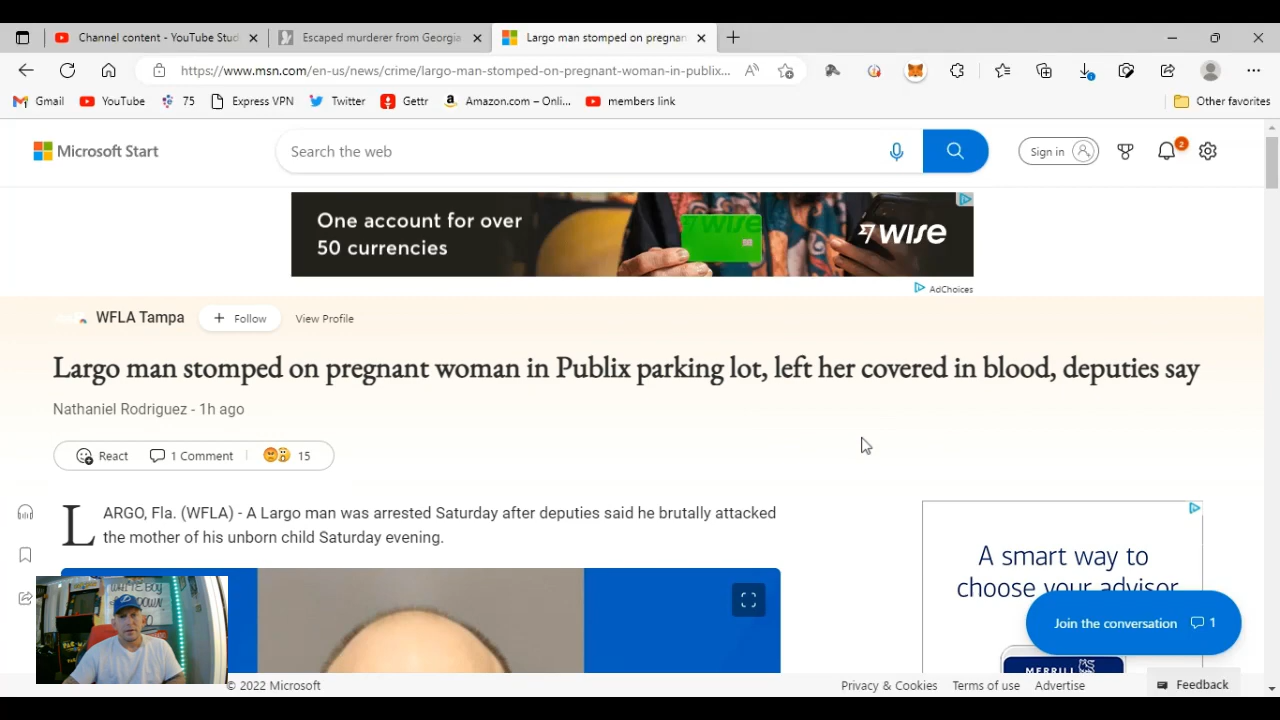 Channel content - YouTube Stud
Escaped murderer from Georgia
Largo man stomped on pregnan
https://www.msn.com/en-us/news/crime/largo-man-stomped-on-pregnant-woman-in-publix...
Gmail YouTube 75 Express VPN Twitter Gettr Amazon.com – Onli... members link Other favorites
Microsoft Start
Search the web
Sign in
2
One account for over
50 currencies
WISE
AdChoices
WFLA Tampa
+ Follow
View Profile
Largo man stomped on pregnant woman in Publix parking lot, left her covered in blood, deputies say
Nathaniel Rodriguez - 1h ago
React 1 Comment 15
LARGO, Fla. (WFLA) - A Largo man was arrested Saturday after deputies said he brutally attacked
the mother of his unborn child Saturday evening.
A smart way to
choose your advisor
Join the conversation 1
MERRILL
© 2022 Microsoft
Privacy & Cookies Terms of use Advertise Feedback